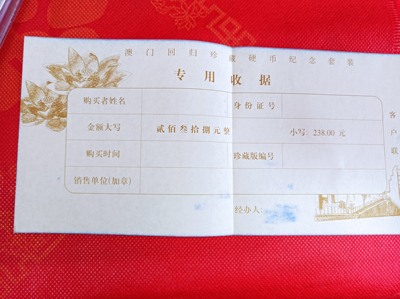 澳门回归珍藏硬币纪念套装
专用收据
购买者姓名 身份证号
金额大写 贰佰叁拾捌元整 小写: 238.00 元
购买时间 珍藏版编号
销售单位(加章)
经办人:
客户联